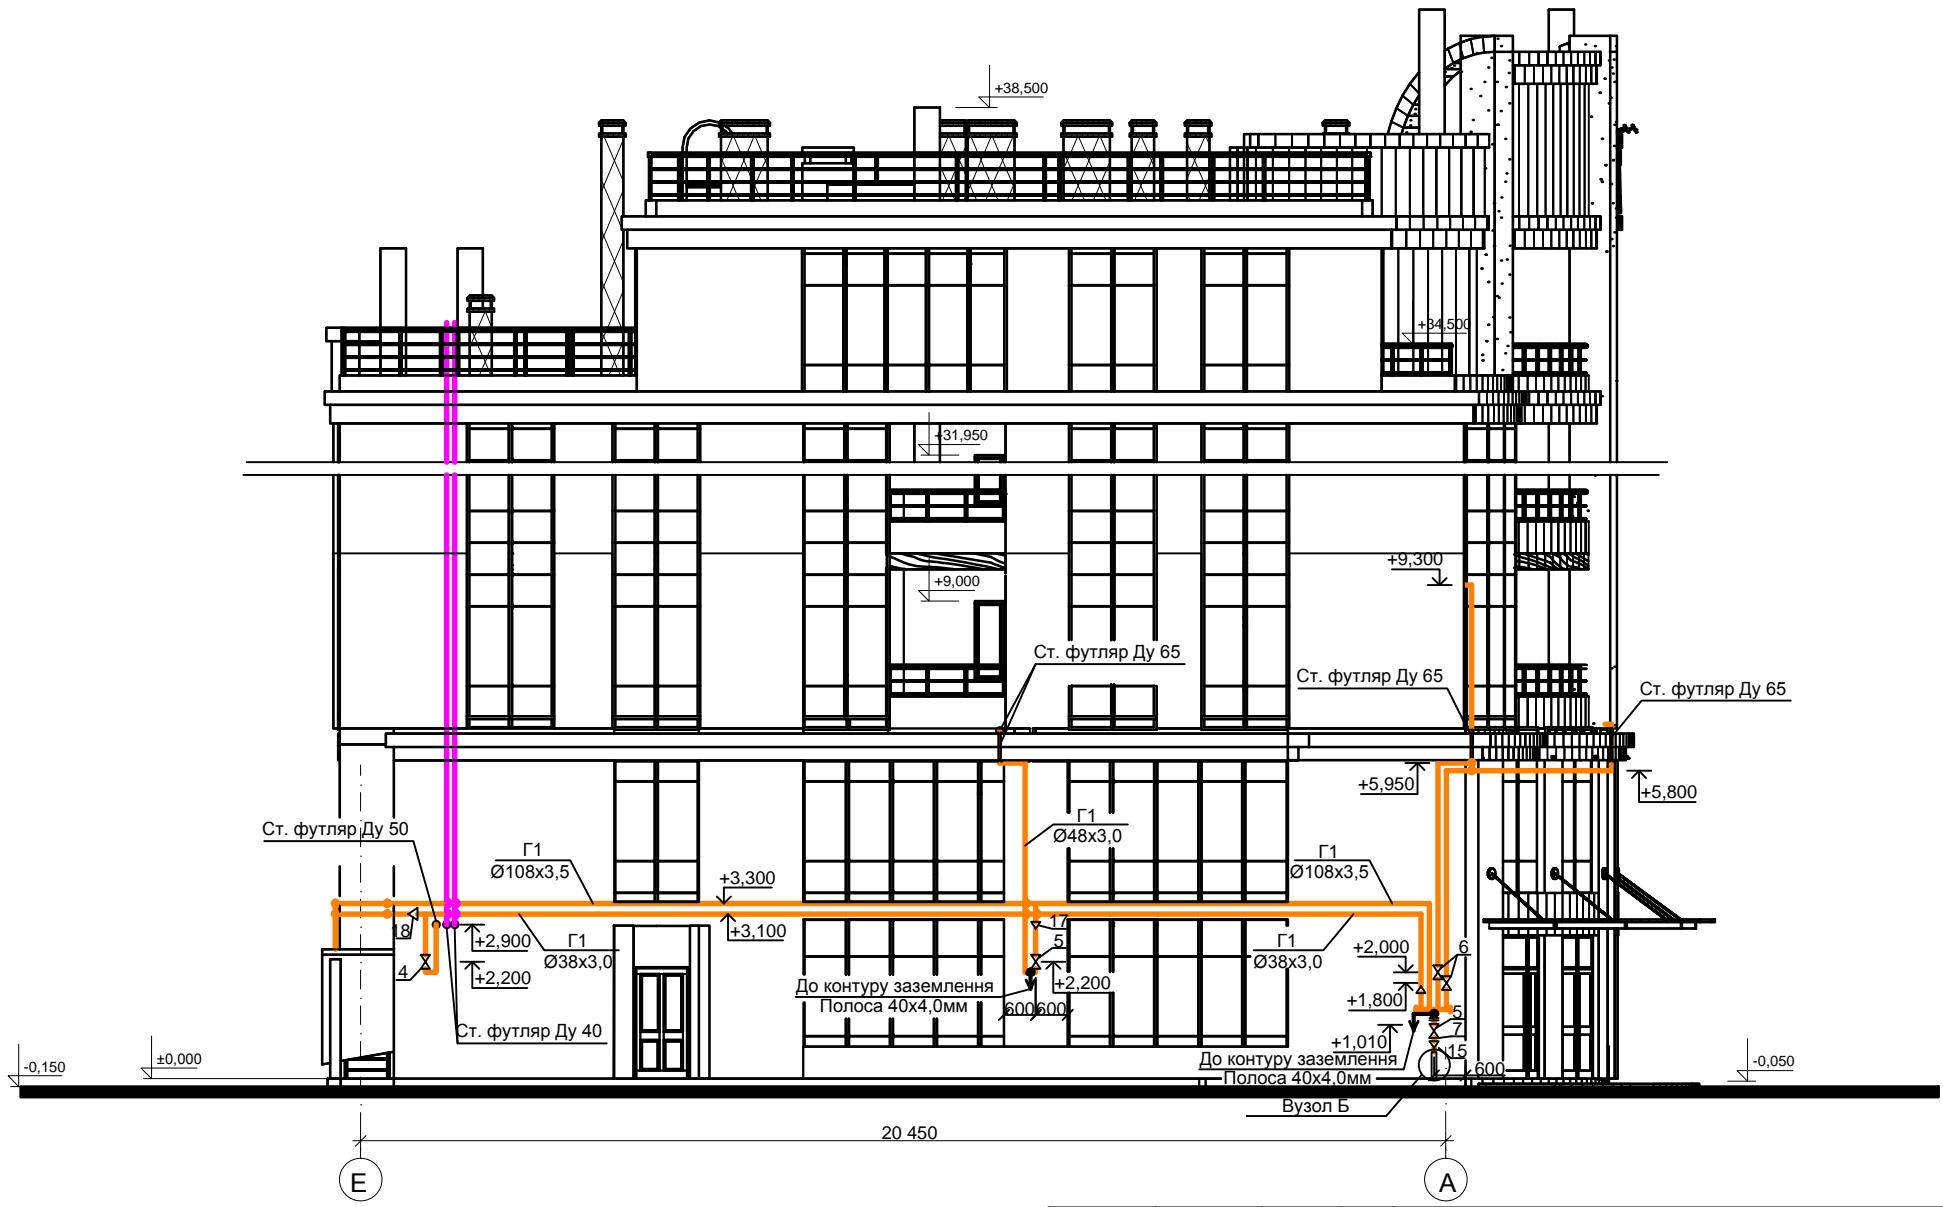 +38,500
+34,500
+31,950
+9,300
+9,000
Ст. футляр Ду 65
Ст. футляр Ду 65
Ст. футляр Ду 65
+5,950
+5,800
Ст. футляр Ду 50
Г1
Ø48х3,0
Г1
Ø108х3,5
Г1
Ø108х3,5
+3,300
+3,100
18
17
+2,900
Г1
Ø38х3,0
Г1
Ø38х3,0
5
6
+2,000
4
+2,200
+2,200
До контуру заземлення
Полоса 40х4,0мм
600
600
+1,800
5
7
Ст. футляр Ду 40
+1,010
15
До контуру заземлення
Полоса 40х4,0мм
600
-0,150
±0,000
-0,050
Вузол Б
20 450
Е
А